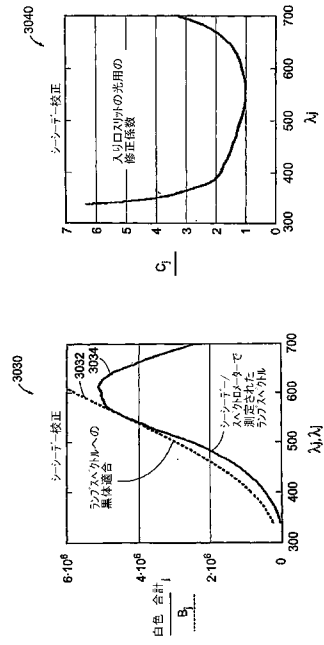 3030
シーシーデー校正
6·10⁶
4·10⁶
2·10⁶
0
300
400
500
600
700
λj,λj
白色 合計j
Bj
3032
3034
ランプスペクトルへの
黒体適合
シーシーデー/
スペクトロメーターで
測定された
ランプスペクトル
3040
シーシーデー校正
7
6
5
4
3
2
1
0
300
400
500
600
700
λj
Cj
入り口スリットの光用の
修正係数